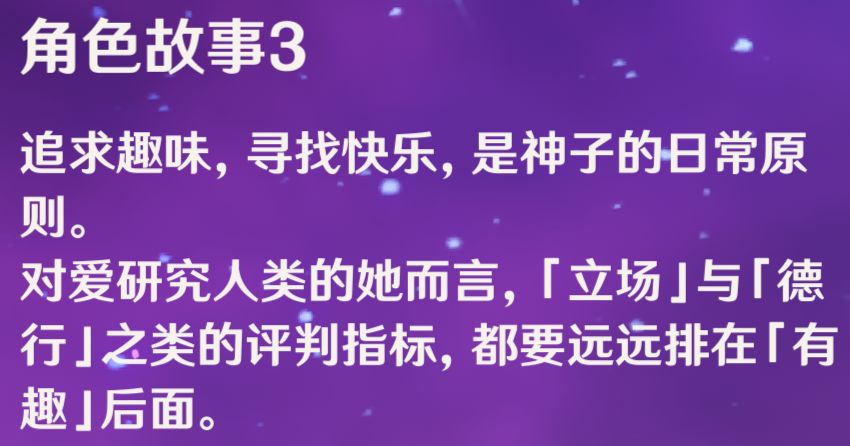 角色故事3
追求趣味，寻找快乐，是神子的日常原
则。
对爱研究人类的她而言，「立场」与「德
行」之类的评判指标，都要远远排在「有
趣」后面。